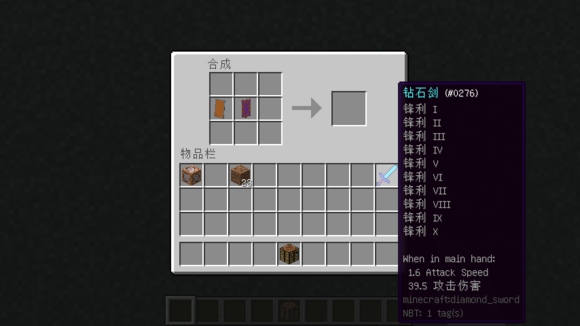 合成
物品栏
28
钻石剑 (#0276)
锋利 I
锋利 II
锋利 III
锋利 IV
锋利 V
锋利 VI
锋利 VII
锋利 VIII
锋利 IX
锋利 X
When in main hand:
1.6 Attack Speed
39.5 攻击伤害
minecraft:diamond_sword
NBT: 1 tag(s)